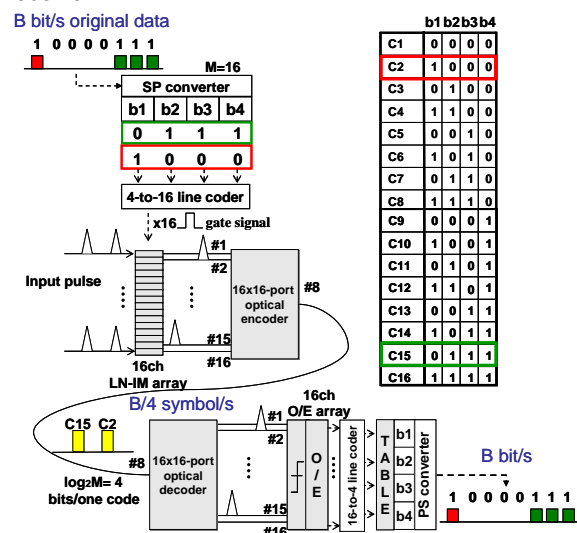 B bit/s original data
1 0 0 0 0 1 1 1
M=16
SP converter
b1 b2 b3 b4
0 1 1 1
1 0 0 0
4-to-16 line coder
x16 gate signal
#1
#2
Input pulse
#8
16x16-port
optical
encoder
#15
#16
16ch
LN-IM array
b1 b2 b3 b4
C1 0 0 0 0
C2 1 0 0 0
C3 0 1 0 0
C4 1 1 0 0
C5 0 0 1 0
C6 1 0 1 0
C7 0 1 1 0
C8 1 1 1 0
C9 0 0 0 1
C10 1 0 0 1
C11 0 1 0 1
C12 1 1 0 1
C13 0 0 1 1
C14 1 0 1 1
C15 0 1 1 1
C16 1 1 1 1
B/4 symbol/s
C15 C2
#8
log2M= 4
bits/one code
16x16-port
optical
decoder
#1
#2
#15
#16
16ch
O/E array
O/E
16-to-4 line coder
TABLE
b1
b2
b3
b4
PS converter
B bit/s
1 0 0 0 0 1 1 1